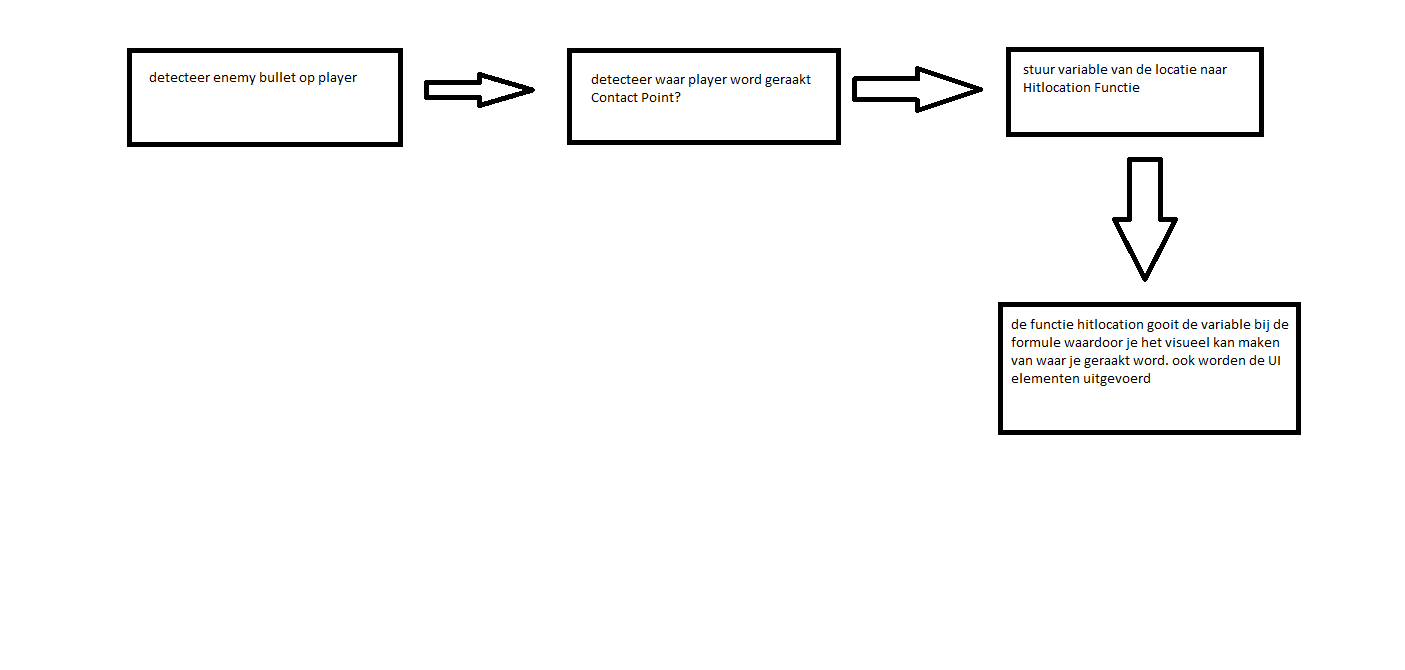 detecteer enemy bullet op player
detecteer waar player word geraakt
Contact Point?
stuur variable van de locatie naar
Hitlocation Functie
de functie hitlocation gooit de variable bij de
formule waardoor je het visueel kan maken
van waar je geraakt word. ook worden de UI
elementen uitgevoerd